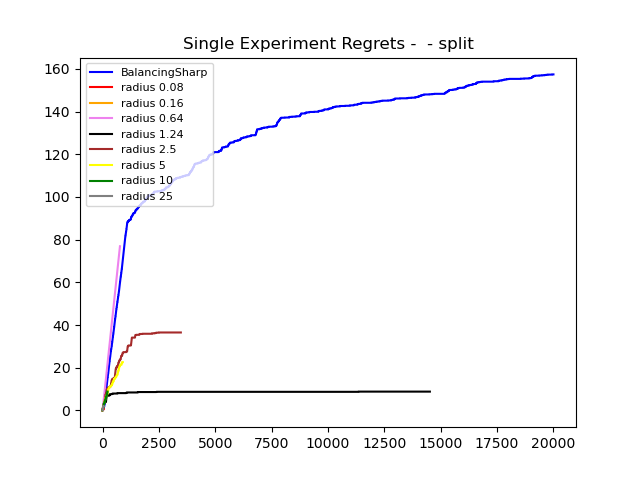 Single Experiment Regrets -  - split
160
140
120
100
80
60
40
20
0
BalancingSharp
radius 0.08
radius 0.16
radius 0.64
radius 1.24
radius 2.5
radius 5
radius 10
radius 25
0 2500 5000 7500 10000 12500 15000 17500 20000